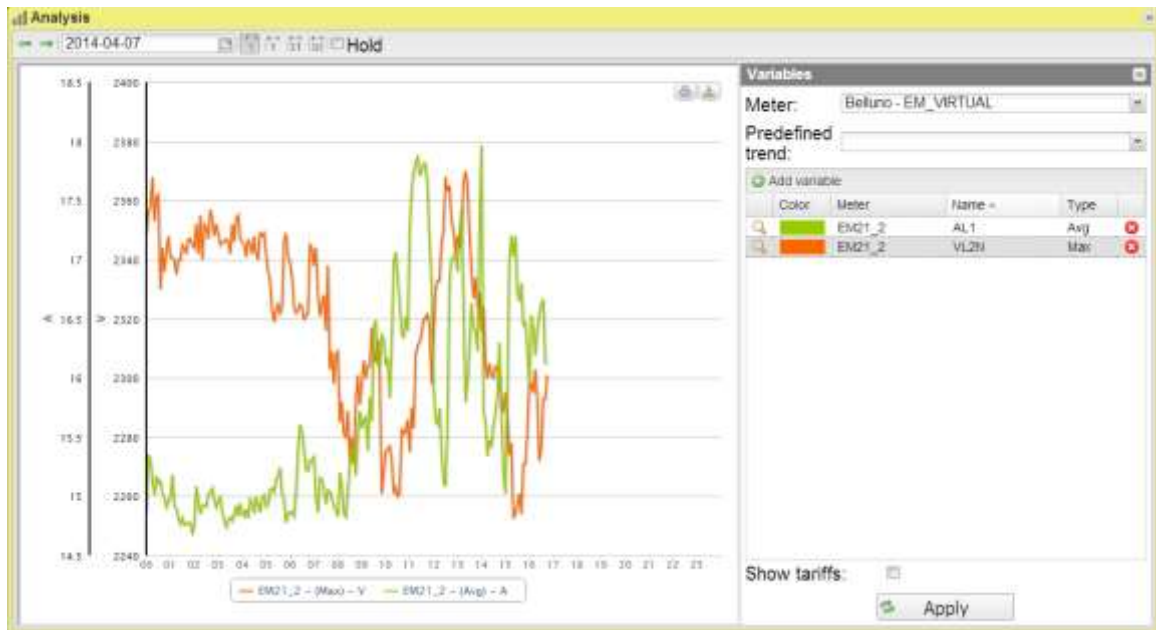 Analysis
2014-04-07
Hold
18.5 2400
18 2380
17.5 2360
17 2340
A 16.5 V 2320
16 2300
15.5 2280
15 2260
14.5 2240
00 01 02 03 04 05 06 07 08 09 10 11 12 13 14 15 16 17 18 19 20 21 22 23
EM21_2 - (Max) - V EM21_2 - (Avg) - A
Variables
Meter: Belluno - EM_VIRTUAL
Predefined
trend:
Add variable
Color Meter Name Type
EM21_2 AL1 Avg
EM21_2 VL2N Max
Show tariffs:
Apply